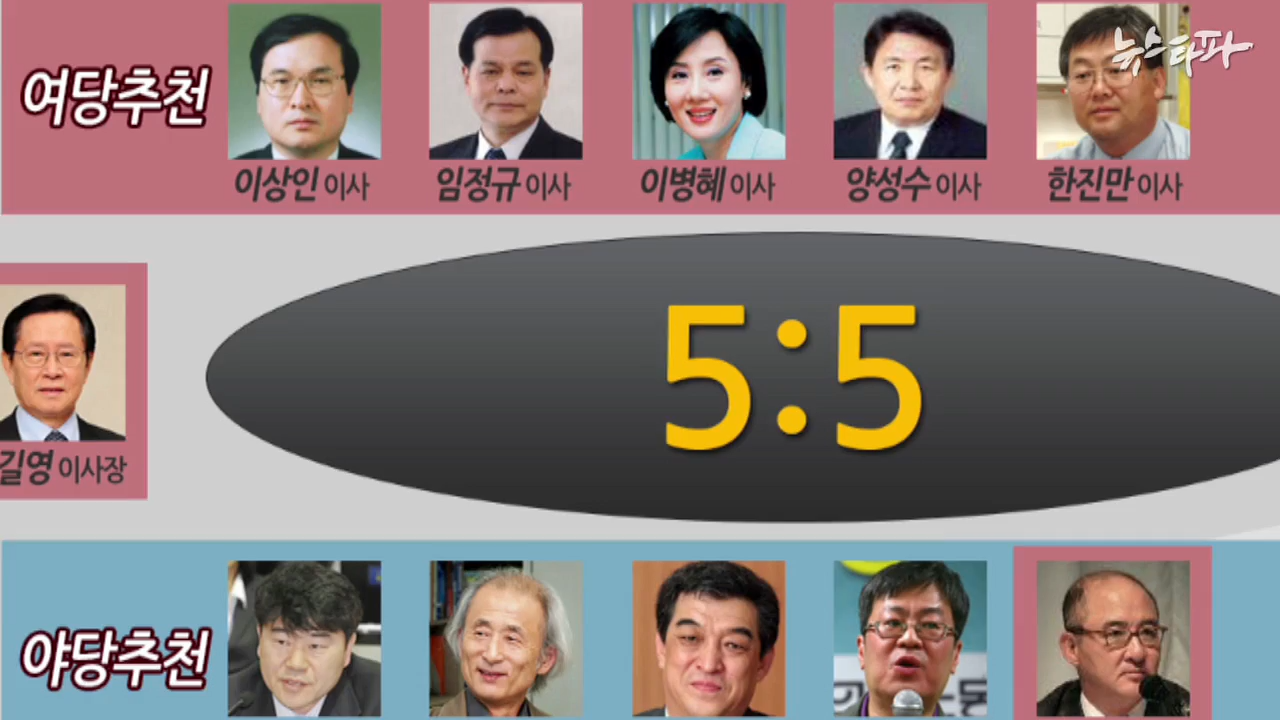 뉴스타파
여당추천
이상인 이사
임정규 이사
이병혜 이사
양성수 이사
한진만 이사
5:5
길영 이사장
야당추천